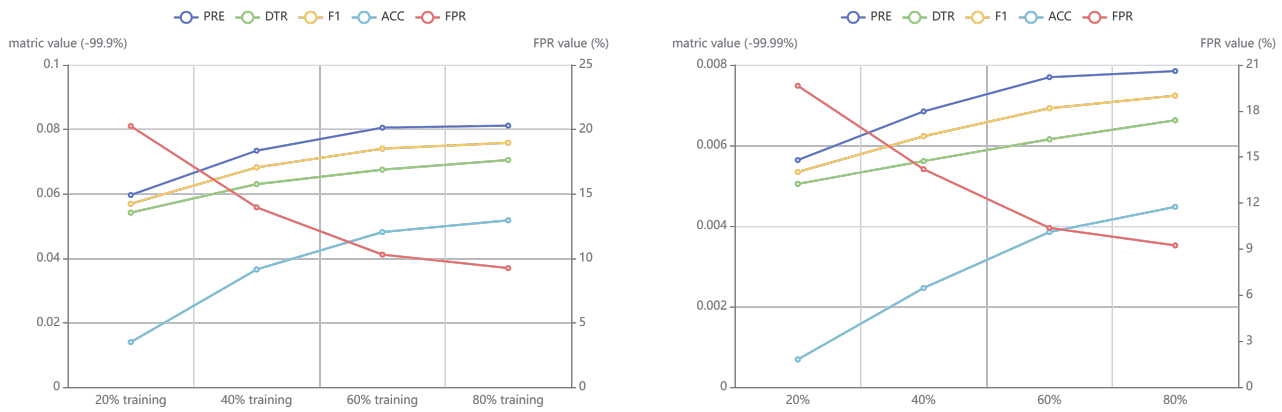 PRE DTR F1 ACC FPR
matric value (-99.9%) FPR value (%)
0.1 25
0.08 20
0.06 15
0.04 10
0.02 5
0 0
20% training 40% training 60% training 80% training
PRE DTR F1 ACC FPR
matric value (-99.99%) FPR value (%)
0.008 21
18
0.006 15
12
0.004 9
0.002 6
3
0 0
20% 40% 60% 80%